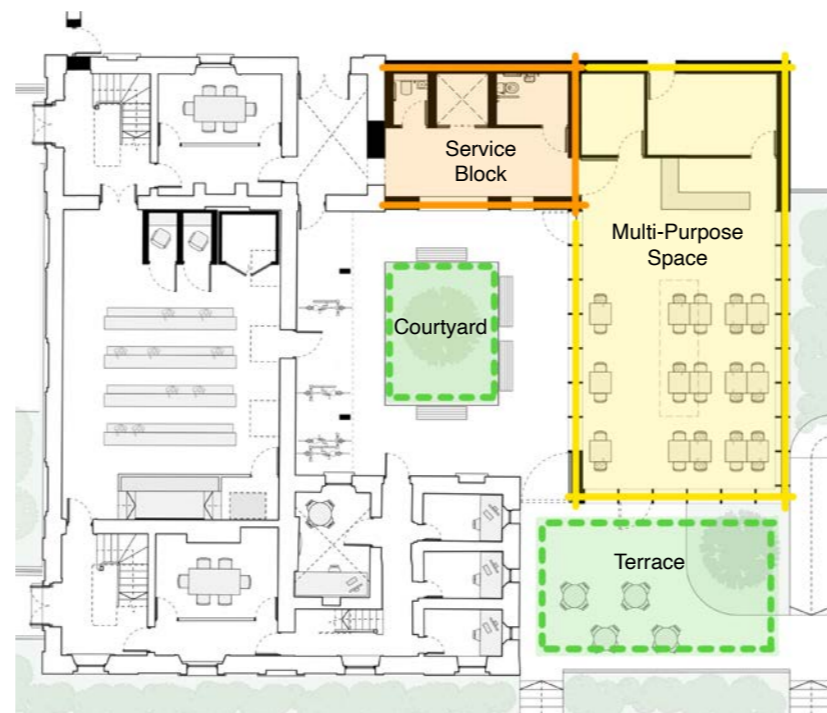 Service
Block
Multi-Purpose
Space
Courtyard
Terrace